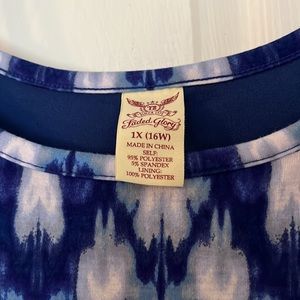 Faded Glory
1X (16W)
MADE IN CHINA
SELF:
95% POLYESTER
5% SPANDEX
LINING:
100% POLYESTER